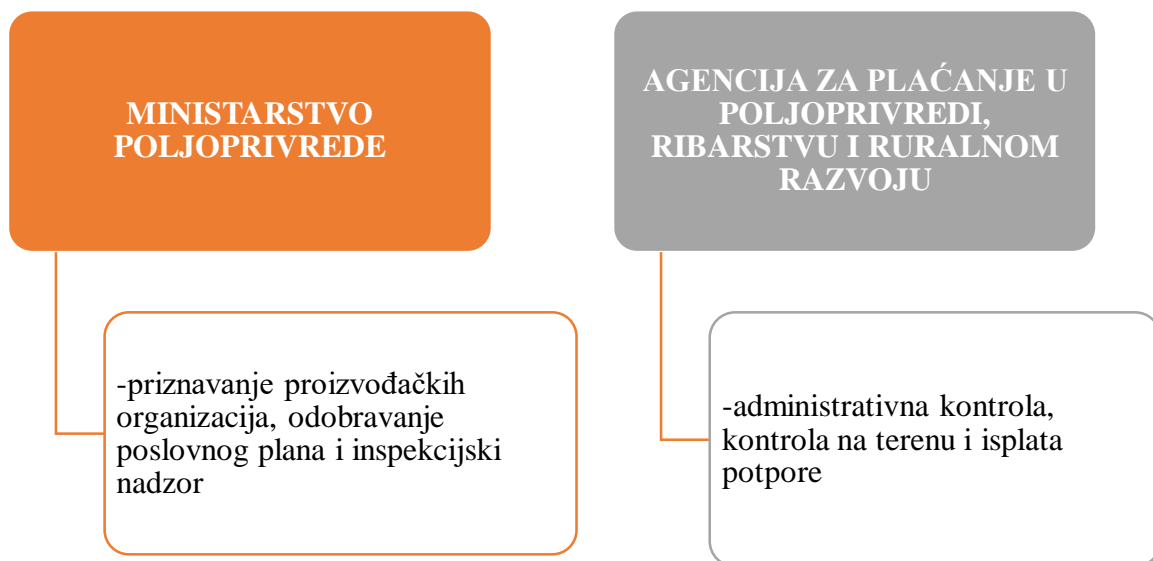 MINISTARSTVO
POLJOPRIVREDE
-priznavanje proizvođačkih
organizacija, odobravanje
poslovnog plana i inspekcijski
nadzor
AGENCIJA ZA PLAĆANJE U
POLJOPRIVREDI,
RIBARSTVU I RURALNOM
RAZVOJU
-administrativna kontrola,
kontrola na terenu i isplata
potpore